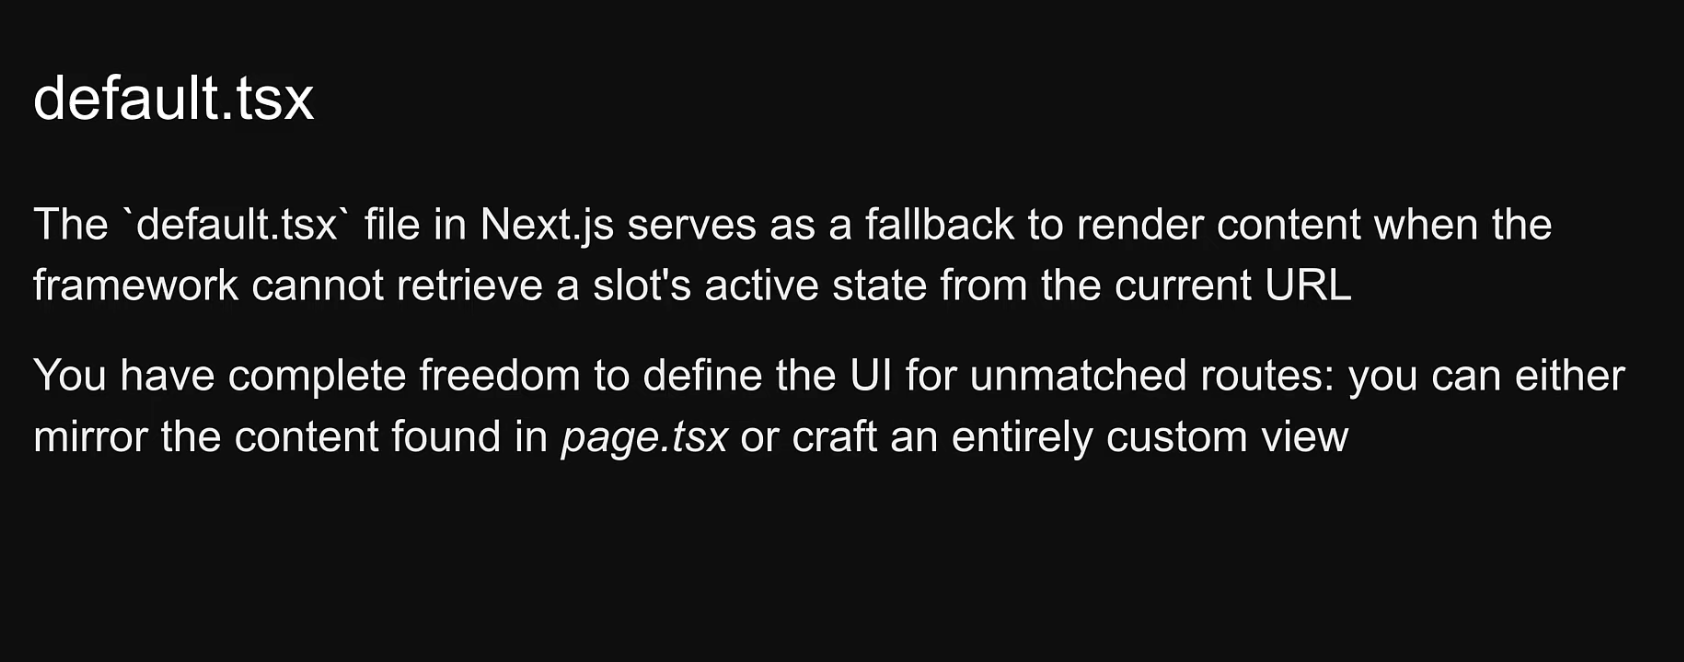 default.tsx
The `default.tsx` file in Next.js serves as a fallback to render content when the
framework cannot retrieve a slot's active state from the current URL
You have complete freedom to define the UI for unmatched routes: you can either
mirror the content found in page.tsx or craft an entirely custom view